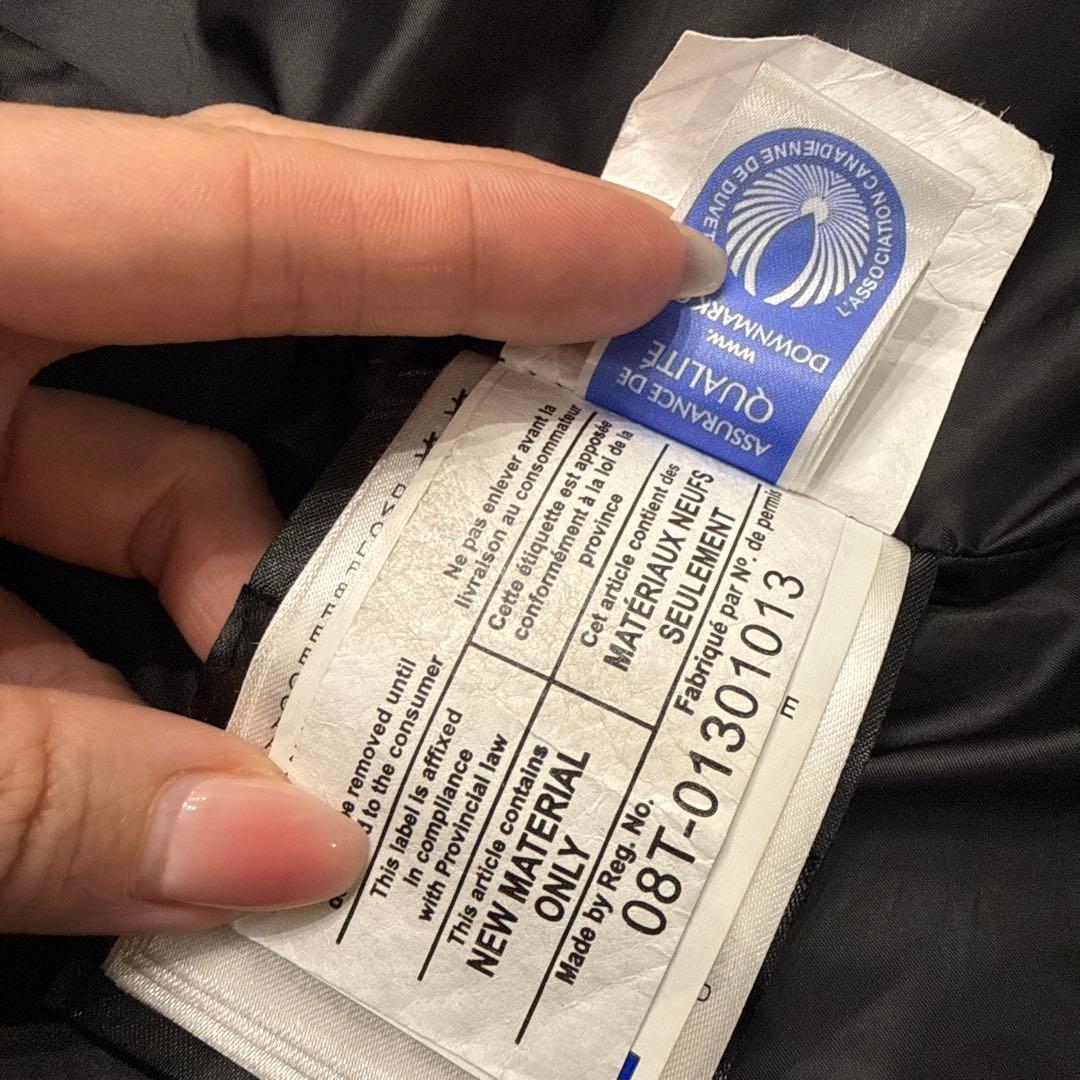 L'ASSOCIATION CANADIENNE DE DUVET
www.
DOWNMARK
ASSURANCE DE
QUALITÉ
Ne pas enlever avant la
livraison au consommateur
Cette étiquette est apposée
conformément à la loi de la
province
Cet article contient des
MATÉRIAUX NEUFS
SEULEMENT
Fabriqué par Nº. de permis
removed until
to the consumer
This label is affixed
in compliance
with Provincial law
This article contains
NEW MATERIAL
ONLY
Made by Reg. No.
08T-01301013
E